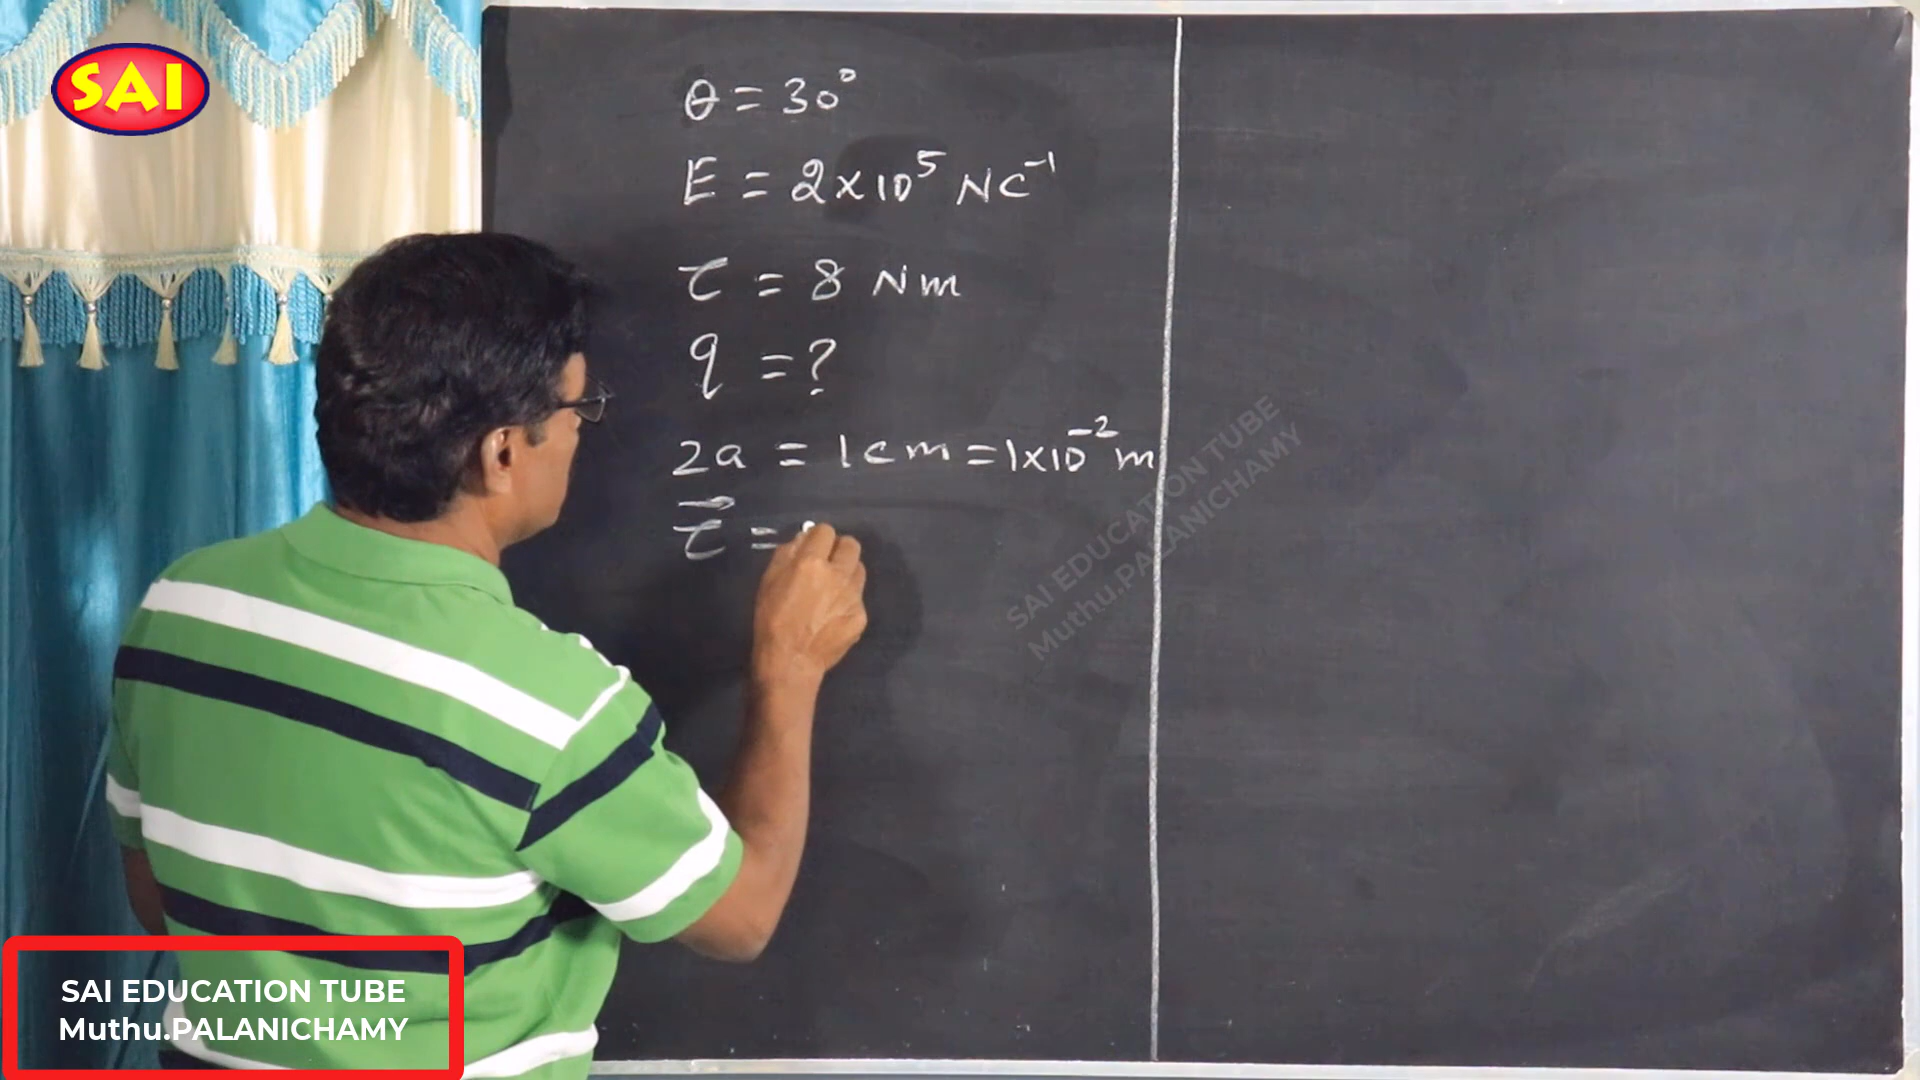 SAI
θ = 30°
E = 2×10⁵ NC⁻¹
τ = 8 Nm
q = ?
2a = 1cm = 1×10⁻² m
τ⃗ =
SAI EDUCATION TUBE
Muthu.PALANICHAMY
SAI EDUCATION TUBE
Muthu.PALANICHAMY